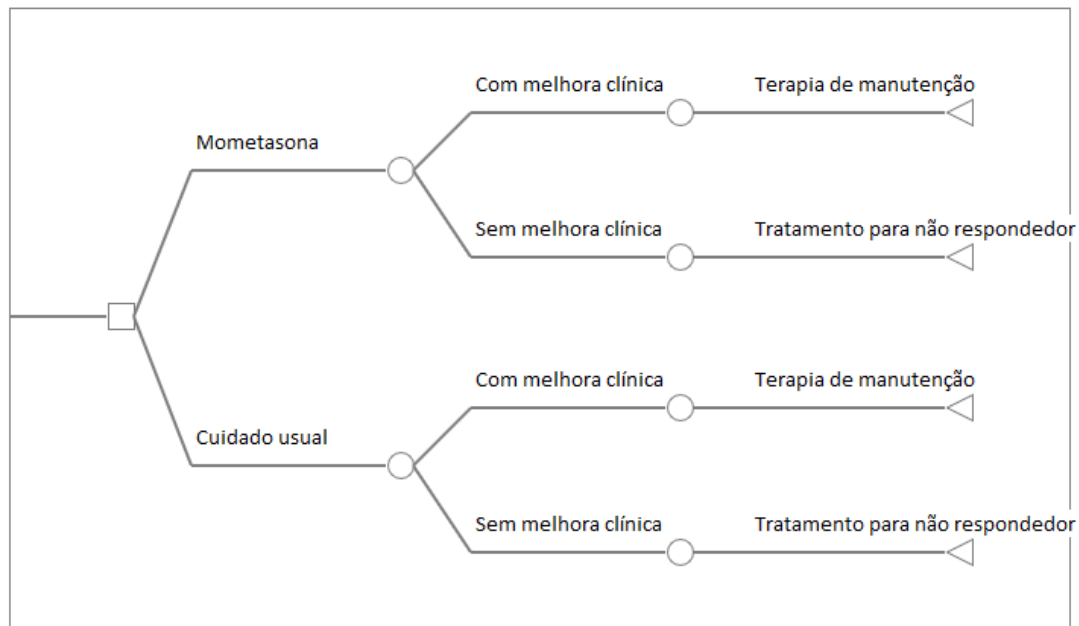 Com melhora clínica
Terapia de manutenção
Mometasona
Sem melhora clínica
Tratamento para não respondedor
Com melhora clínica
Terapia de manutenção
Cuidado usual
Sem melhora clínica
Tratamento para não respondedor